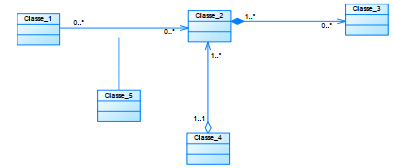 Classe_1
0..*
0..*
Classe_2
1..*
0..*
Classe_3
1..*
Classe_5
1..1
Classe_4